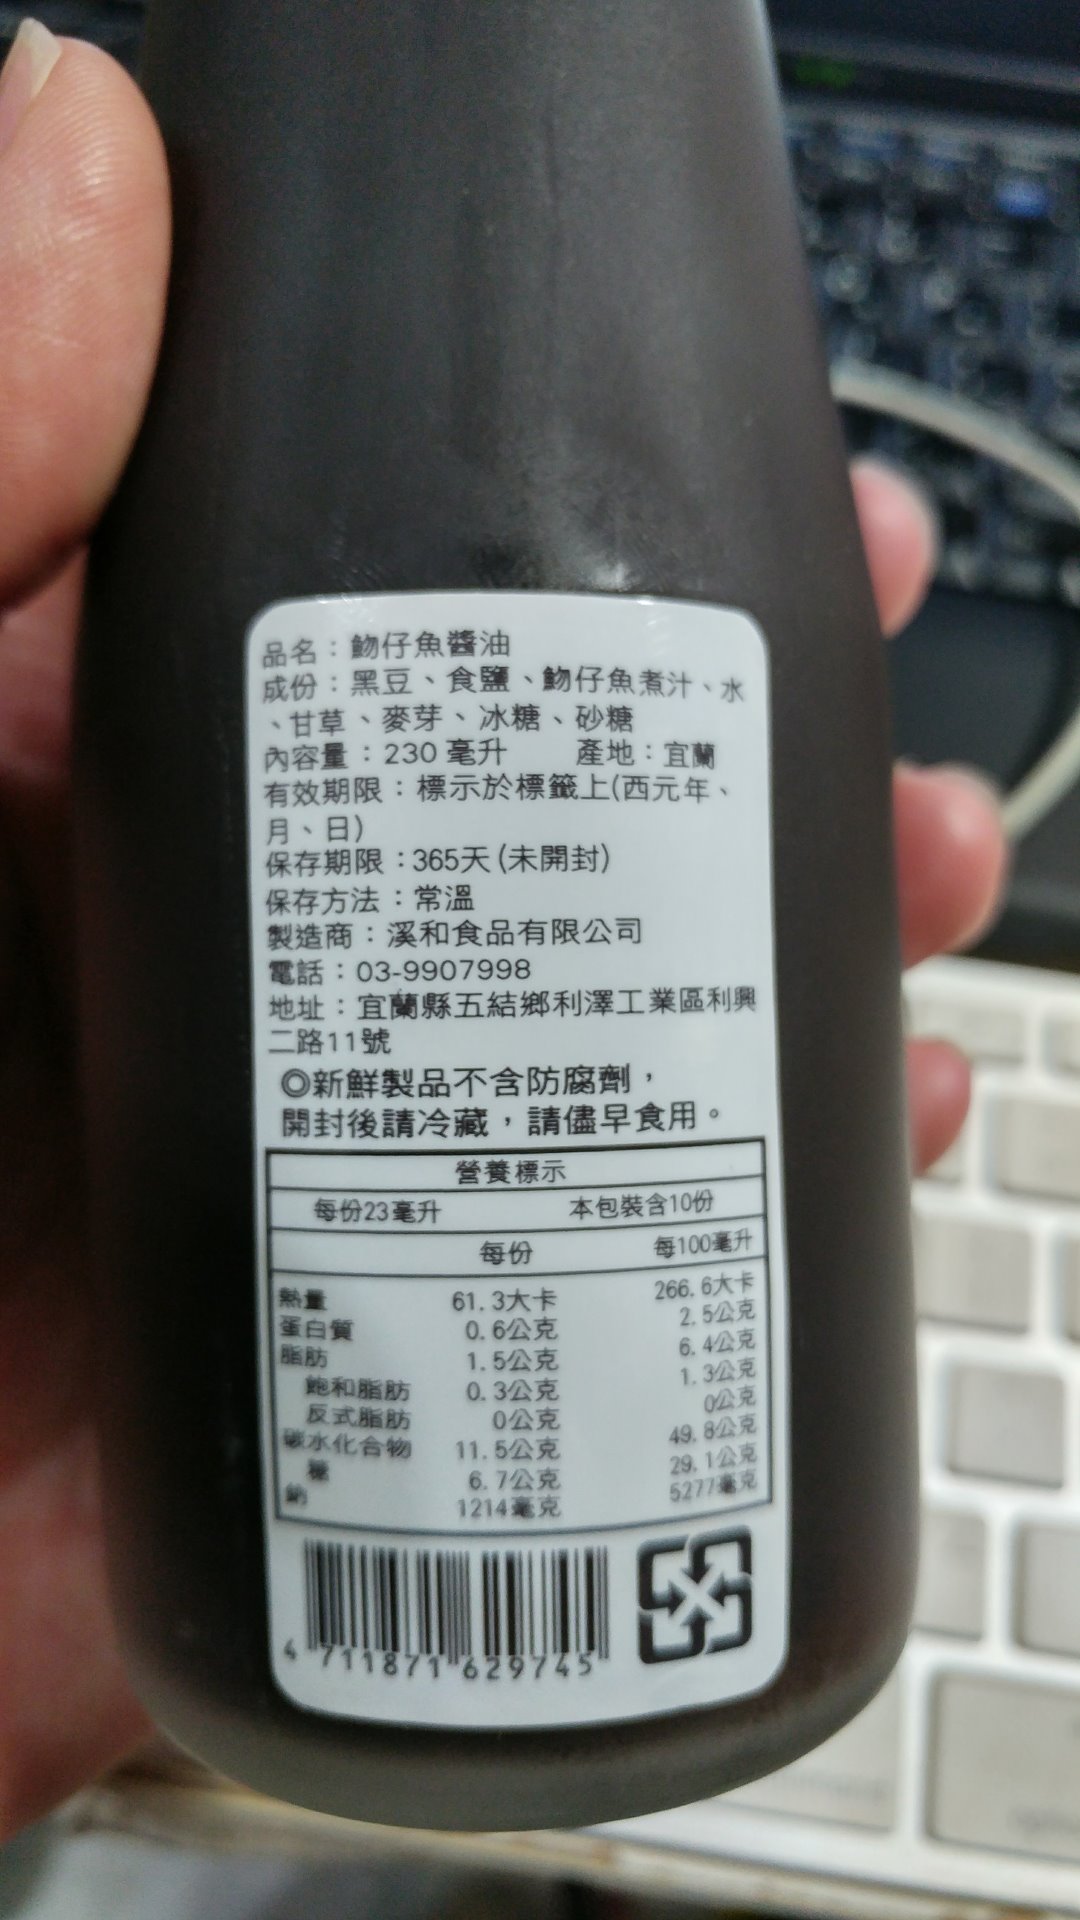 品名：魩仔魚醬油
成份：黑豆、食鹽、魩仔魚煮汁、水
、甘草、麥芽、冰糖、砂糖
內容量：230毫升 產地：宜蘭
有效期限：標示於標籤上(西元年、
月、日)
保存期限：365天(未開封)
保存方法：常溫
製造商：溪和食品有限公司
電話：03-9907998
地址：宜蘭縣五結鄉利澤工業區利興
二路11號
◎新鮮製品不含防腐劑，
開封後請冷藏，請儘早食用。
營養標示
每份23毫升 本包裝含10份
每份 每100毫升
熱量 61.3大卡 266.6大卡
蛋白質 0.6公克 2.5公克
脂肪 1.5公克 6.4公克
飽和脂肪 0.3公克 1.3公克
反式脂肪 0公克 0公克
碳水化合物 11.5公克 49.8公克
糖 6.7公克 29.1公克
鈉 1214毫克 5277毫克
4 711871 629745